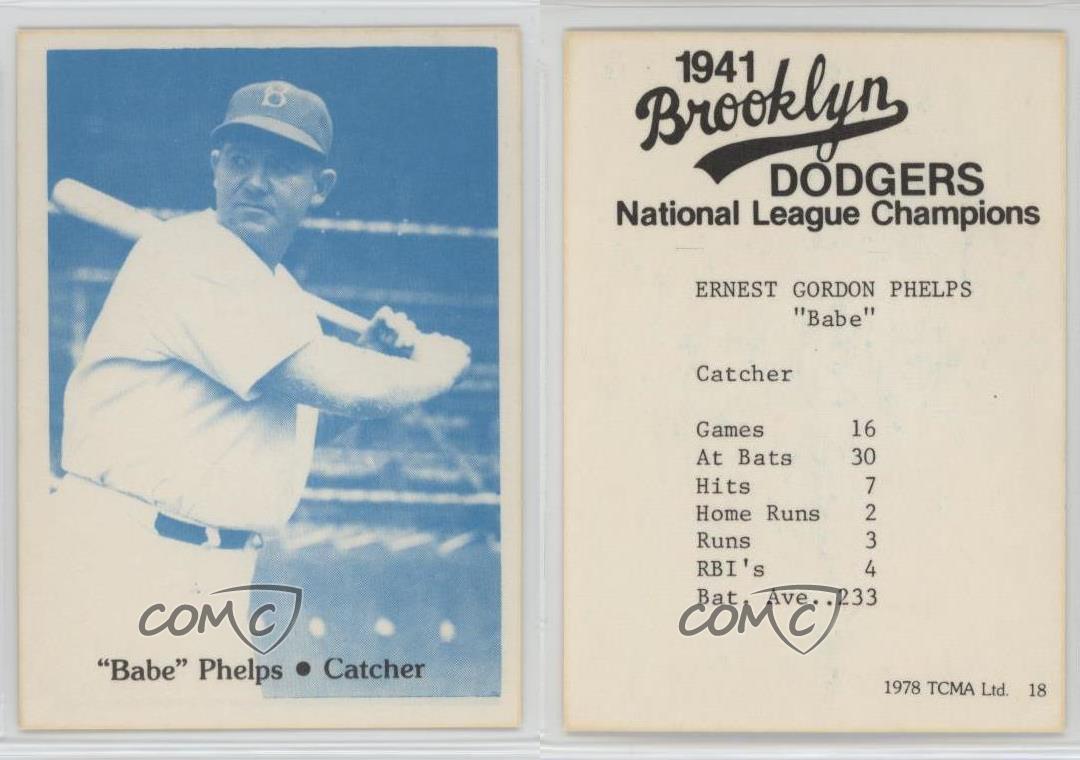 B
COMC
“Babe” Phelps ● Catcher
1941
Brooklyn
DODGERS
National League Champions
ERNEST GORDON PHELPS
"Babe"
Catcher
Games 16
At Bats 30
Hits 7
Home Runs 2
Runs 3
RBI's 4
Bat. Ave..233
COMC
1978 TCMA Ltd. 18